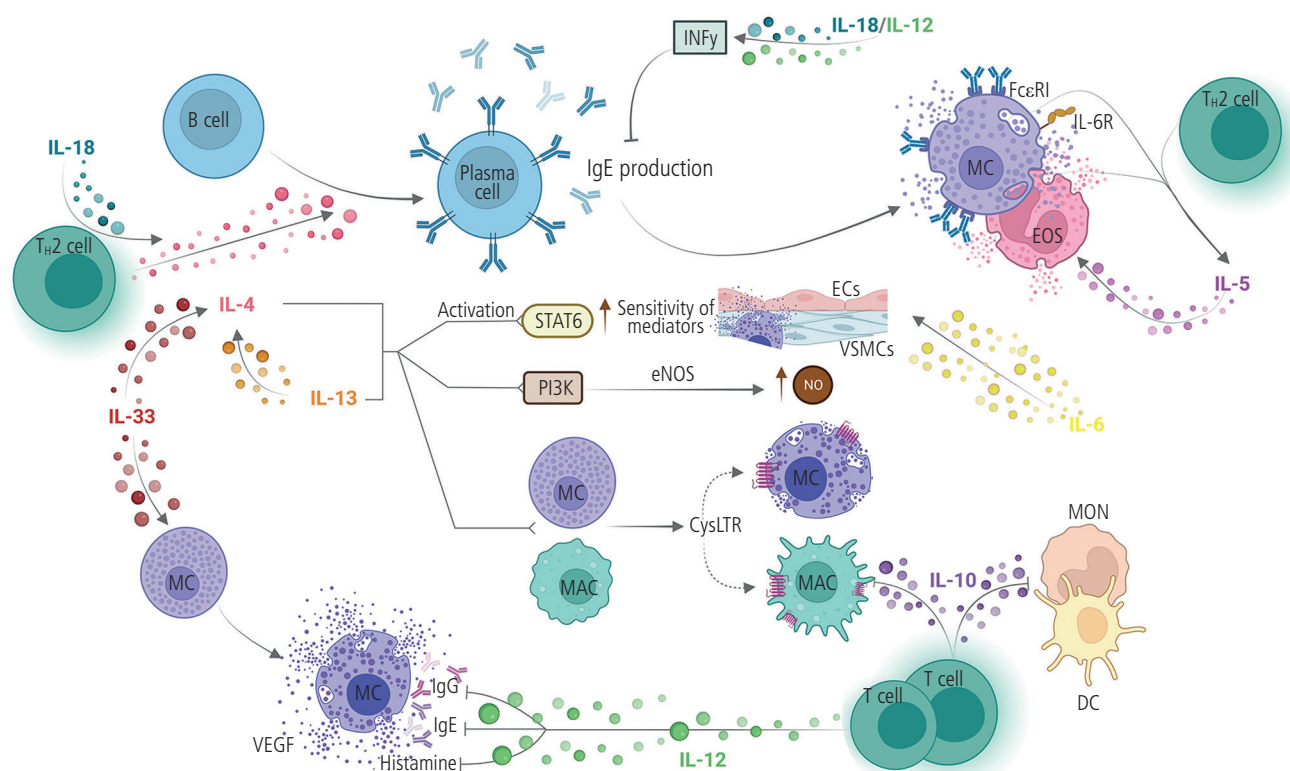 IL-18/IL-12
INFy
FcεRI
TH2 cell
B cell
IL-6R
IL-18
MC
Plasma
cell
IgE production
EOS
TH2 cell
IL-5
IL-4
ECs
Activation
STAT6
Sensitivity of
mediators
VSMCs
PI3K
eNOS
NO
IL-13
IL-33
IL-6
MC
MC
MON
CysLTR
MC
MAC
MAC
IL-10
T cell
T cell
MC
IgG
DC
VEGF
IgE
Histamine
IL-12